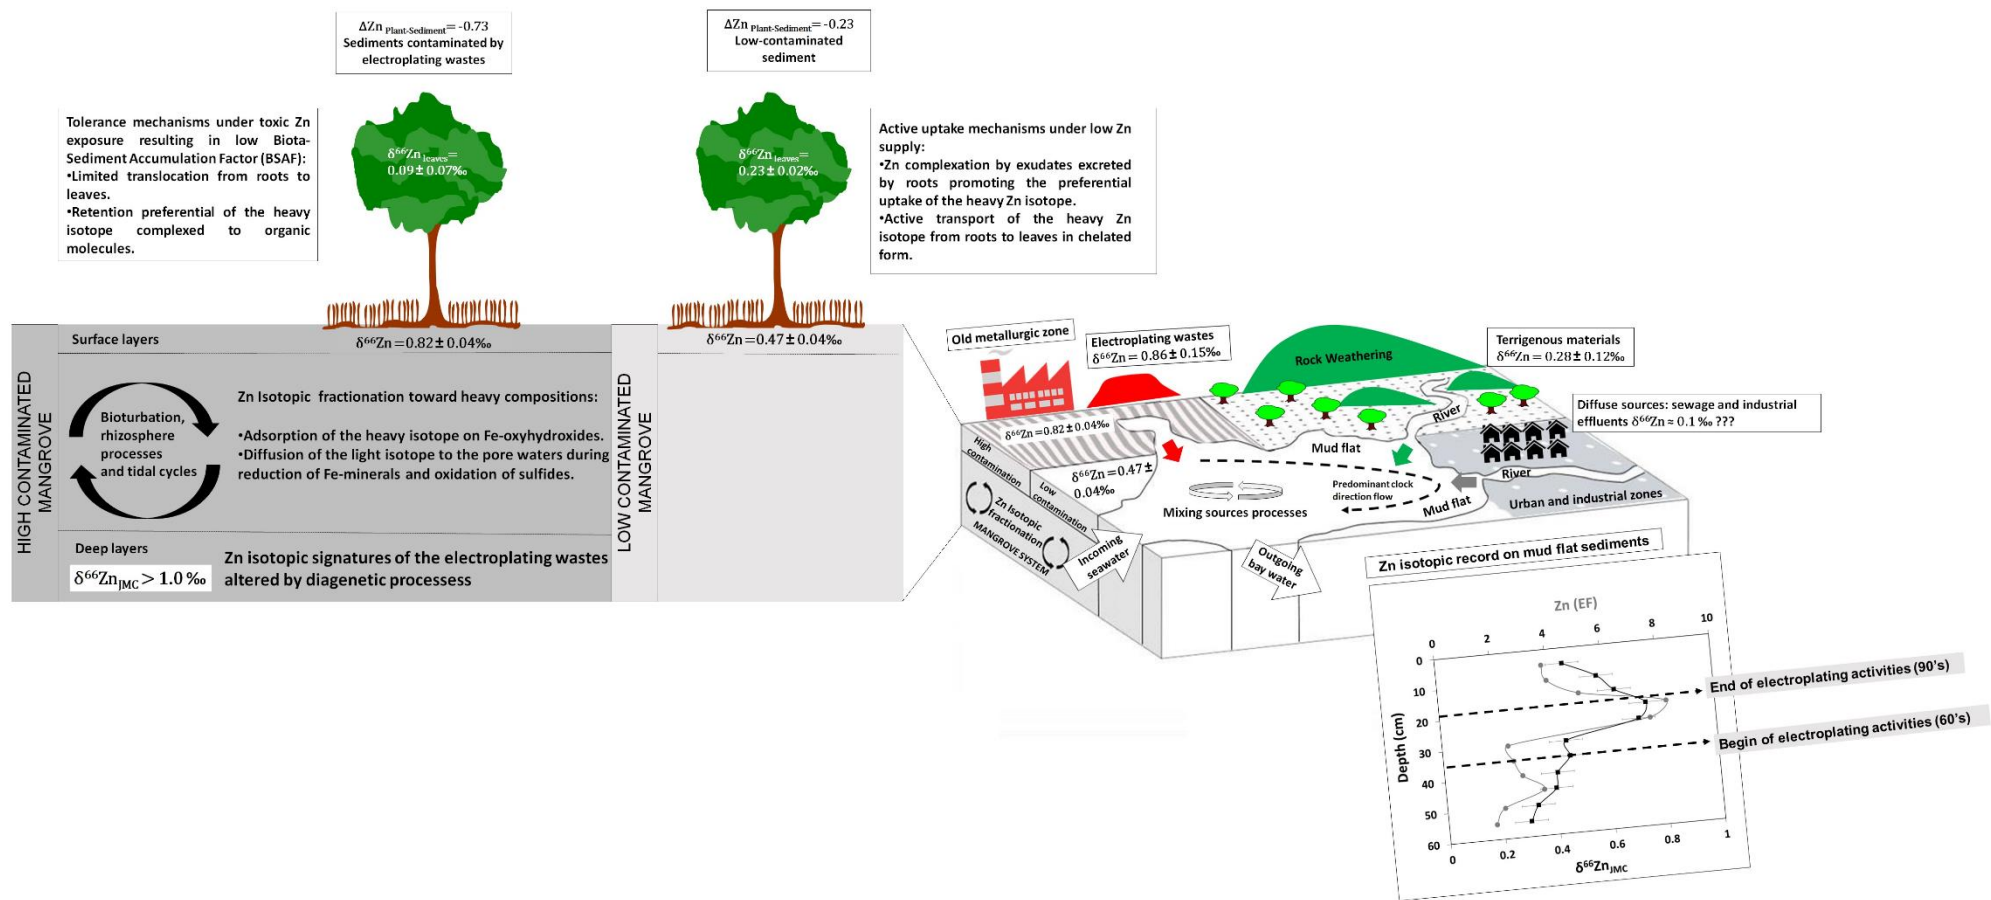 ΔZn Plant-Sediment= -0.73
Sediments contaminated by
electroplating wastes
ΔZn Plant-Sediment= -0.23
Low-contaminated
sediment
Tolerance mechanisms under toxic Zn
exposure resulting in low Biota-
Sediment Accumulation Factor (BSAF):
•Limited translocation from roots to
leaves.
•Retention preferential of the heavy
isotope complexed to organic
molecules.
δ⁶⁶Zn leaves=
0.09 ± 0.07‰
δ⁶⁶Zn leaves=
0.23 ± 0.02‰
Active uptake mechanisms under low Zn
supply:
•Zn complexation by exudates excreted
by roots promoting the preferential
uptake of the heavy Zn isotope.
•Active transport of the heavy Zn
isotope from roots to leaves in chelated
form.
HIGH CONTAMINATED
MANGROVE
Surface layers
δ⁶⁶Zn = 0.82 ± 0.04‰
Bioturbation,
rhizosphere
processes
and tidal cycles
Zn Isotopic fractionation toward heavy compositions:
•Adsorption of the heavy isotope on Fe-oxyhydroxides.
•Diffusion of the light isotope to the pore waters during
reduction of Fe-minerals and oxidation of sulfides.
Deep layers
δ⁶⁶ZnJMC > 1.0 ‰
Zn isotopic signatures of the electroplating wastes
altered by diagenetic processess
LOW CONTAMINATED
MANGROVE
δ⁶⁶Zn = 0.47 ± 0.04‰
Old metallurgic zone
Electroplating wastes
δ⁶⁶Zn = 0.86 ± 0.15‰
Rock Weathering
Terrigenous materials
δ⁶⁶Zn = 0.28 ± 0.12‰
Diffuse sources: sewage and industrial
effluents δ⁶⁶Zn ≈ 0.1 ‰ ???
δ⁶⁶Zn = 0.82 ± 0.04‰
High
contamination
δ⁶⁶Zn = 0.47 ±
0.04‰
Low
contamination
Zn Isotopic
fractionation
MANGROVE SYSTEM
Mud flat
River
Predominant clock
direction flow
Mixing sources processes
River
Mud flat
Urban and industrial zones
Incoming
seawater
Outgoing
bay water
Zn isotopic record on mud flat sediments
Zn (EF)
0 2 4 6 8 10
Depth (cm)
0
10
20
30
40
50
60
0 0.2 0.4 0.6 0.8 1
δ⁶⁶ZnJMC
End of electroplating activities (90's)
Begin of electroplating activities (60's)